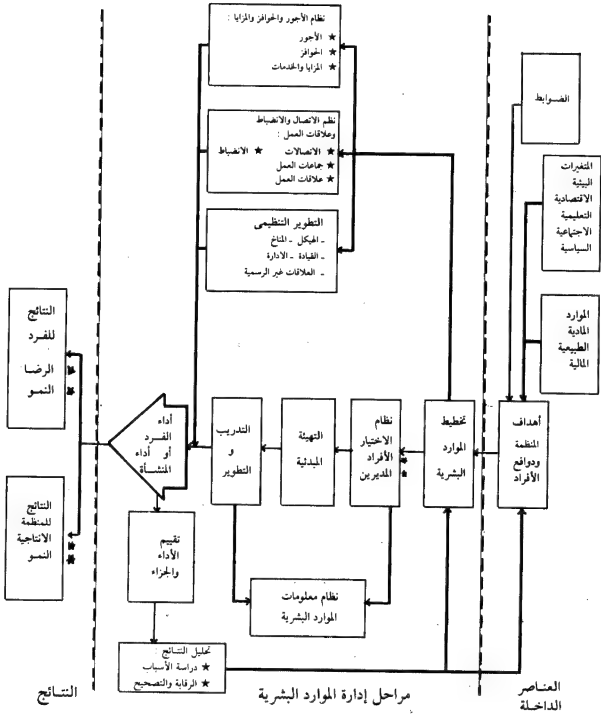 الضوابط
المتغيرات
البيئية
الاقتصادية
التعليمية
الاجتماعية
السياسية
الموارد
المادية
الطبيعية
المالية
أهداف
المنظمة
ودوافع
الأفراد
العناصر
الداخلة
نظام الأجور والحوافز والمزايا :
★ الأجور
★ الحوافز
★ المزايا والخدمات
نظم الاتصال والانضباط
وعلاقات العمل :
★ الاتصالات ★ الانضباط
★ جماعات العمل
★ علاقات العمل
التطوير التنظيمى
ـ الهيكل ـ المناخ
ـ القيادة ـ الادارة
ـ العلاقات غير الرسمية
تخطيط
الموارد
البشرية
نظام
الاختيار
★ الأفراد
★ المديرين
التهيئة
المبدئية
التدريب
و
التطوير
أداء
الفرد
أو أداء
المنشأة
نظام معلومات
الموارد البشرية
تقييم
الأداء
والجزاء
تحليل النتائج :
★ دراسة الأسباب
★ الرقابة والتصحيح
مراحل إدارة الموارد البشرية
النتائج
للفرد
★ الرضا
★ النمو
النتائج
للمنظمة
★ الانتاجية
★ النمو
النتائج